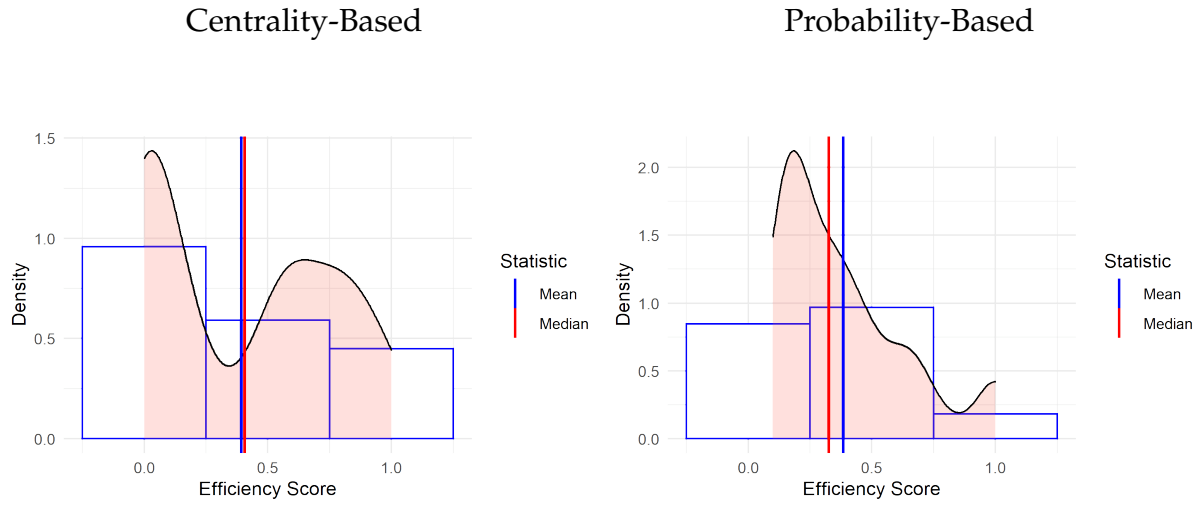 Centrality-Based
Probability-Based
1.5
1.0
0.5
0.0
Density
0.0
0.5
1.0
Efficiency Score
Statistic
Mean
Median
2.0
1.5
1.0
0.5
0.0
Density
0.0
0.5
1.0
Efficiency Score
Statistic
Mean
Median